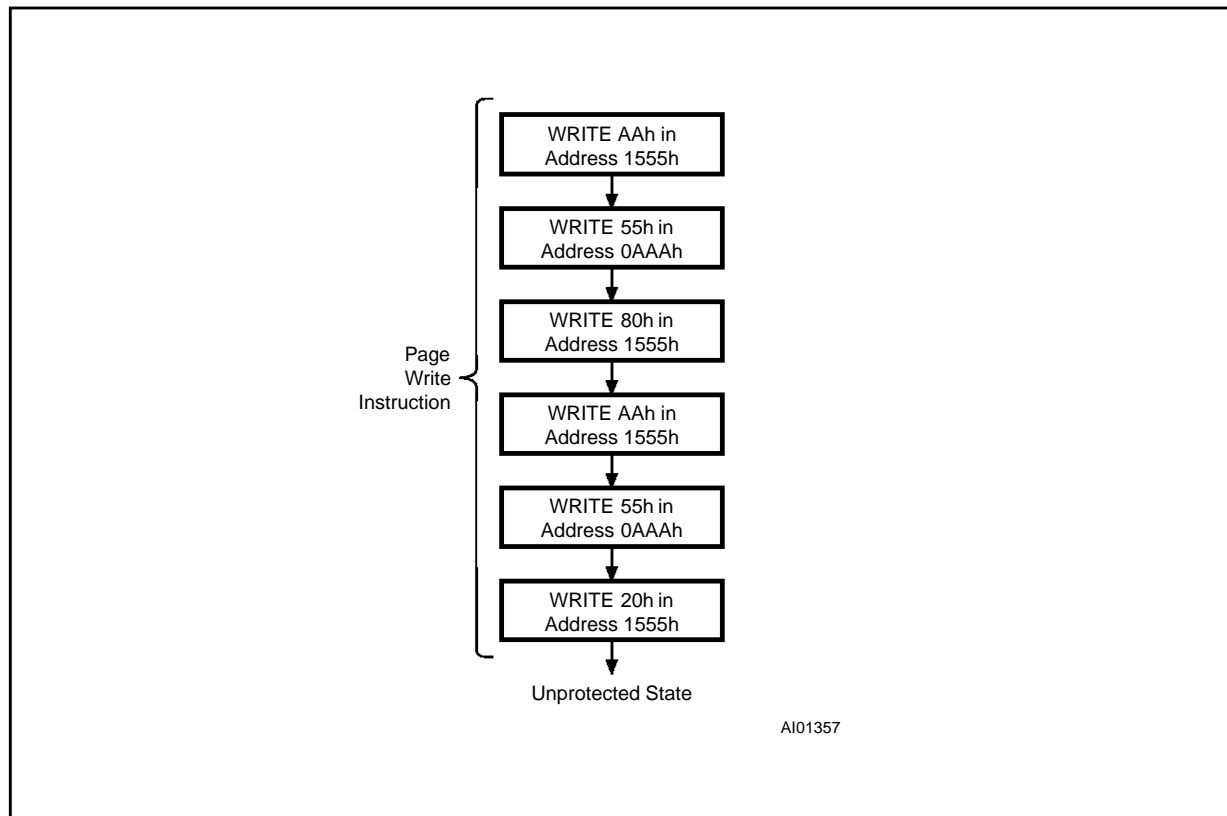 WRITE AAh in
Address 1555h
WRITE 55h in
Address 0AAAh
WRITE 80h in
Address 1555h
Page
Write
Instruction
WRITE AAh in
Address 1555h
WRITE 55h in
Address 0AAAh
WRITE 20h in
Address 1555h
Unprotected State
AI01357